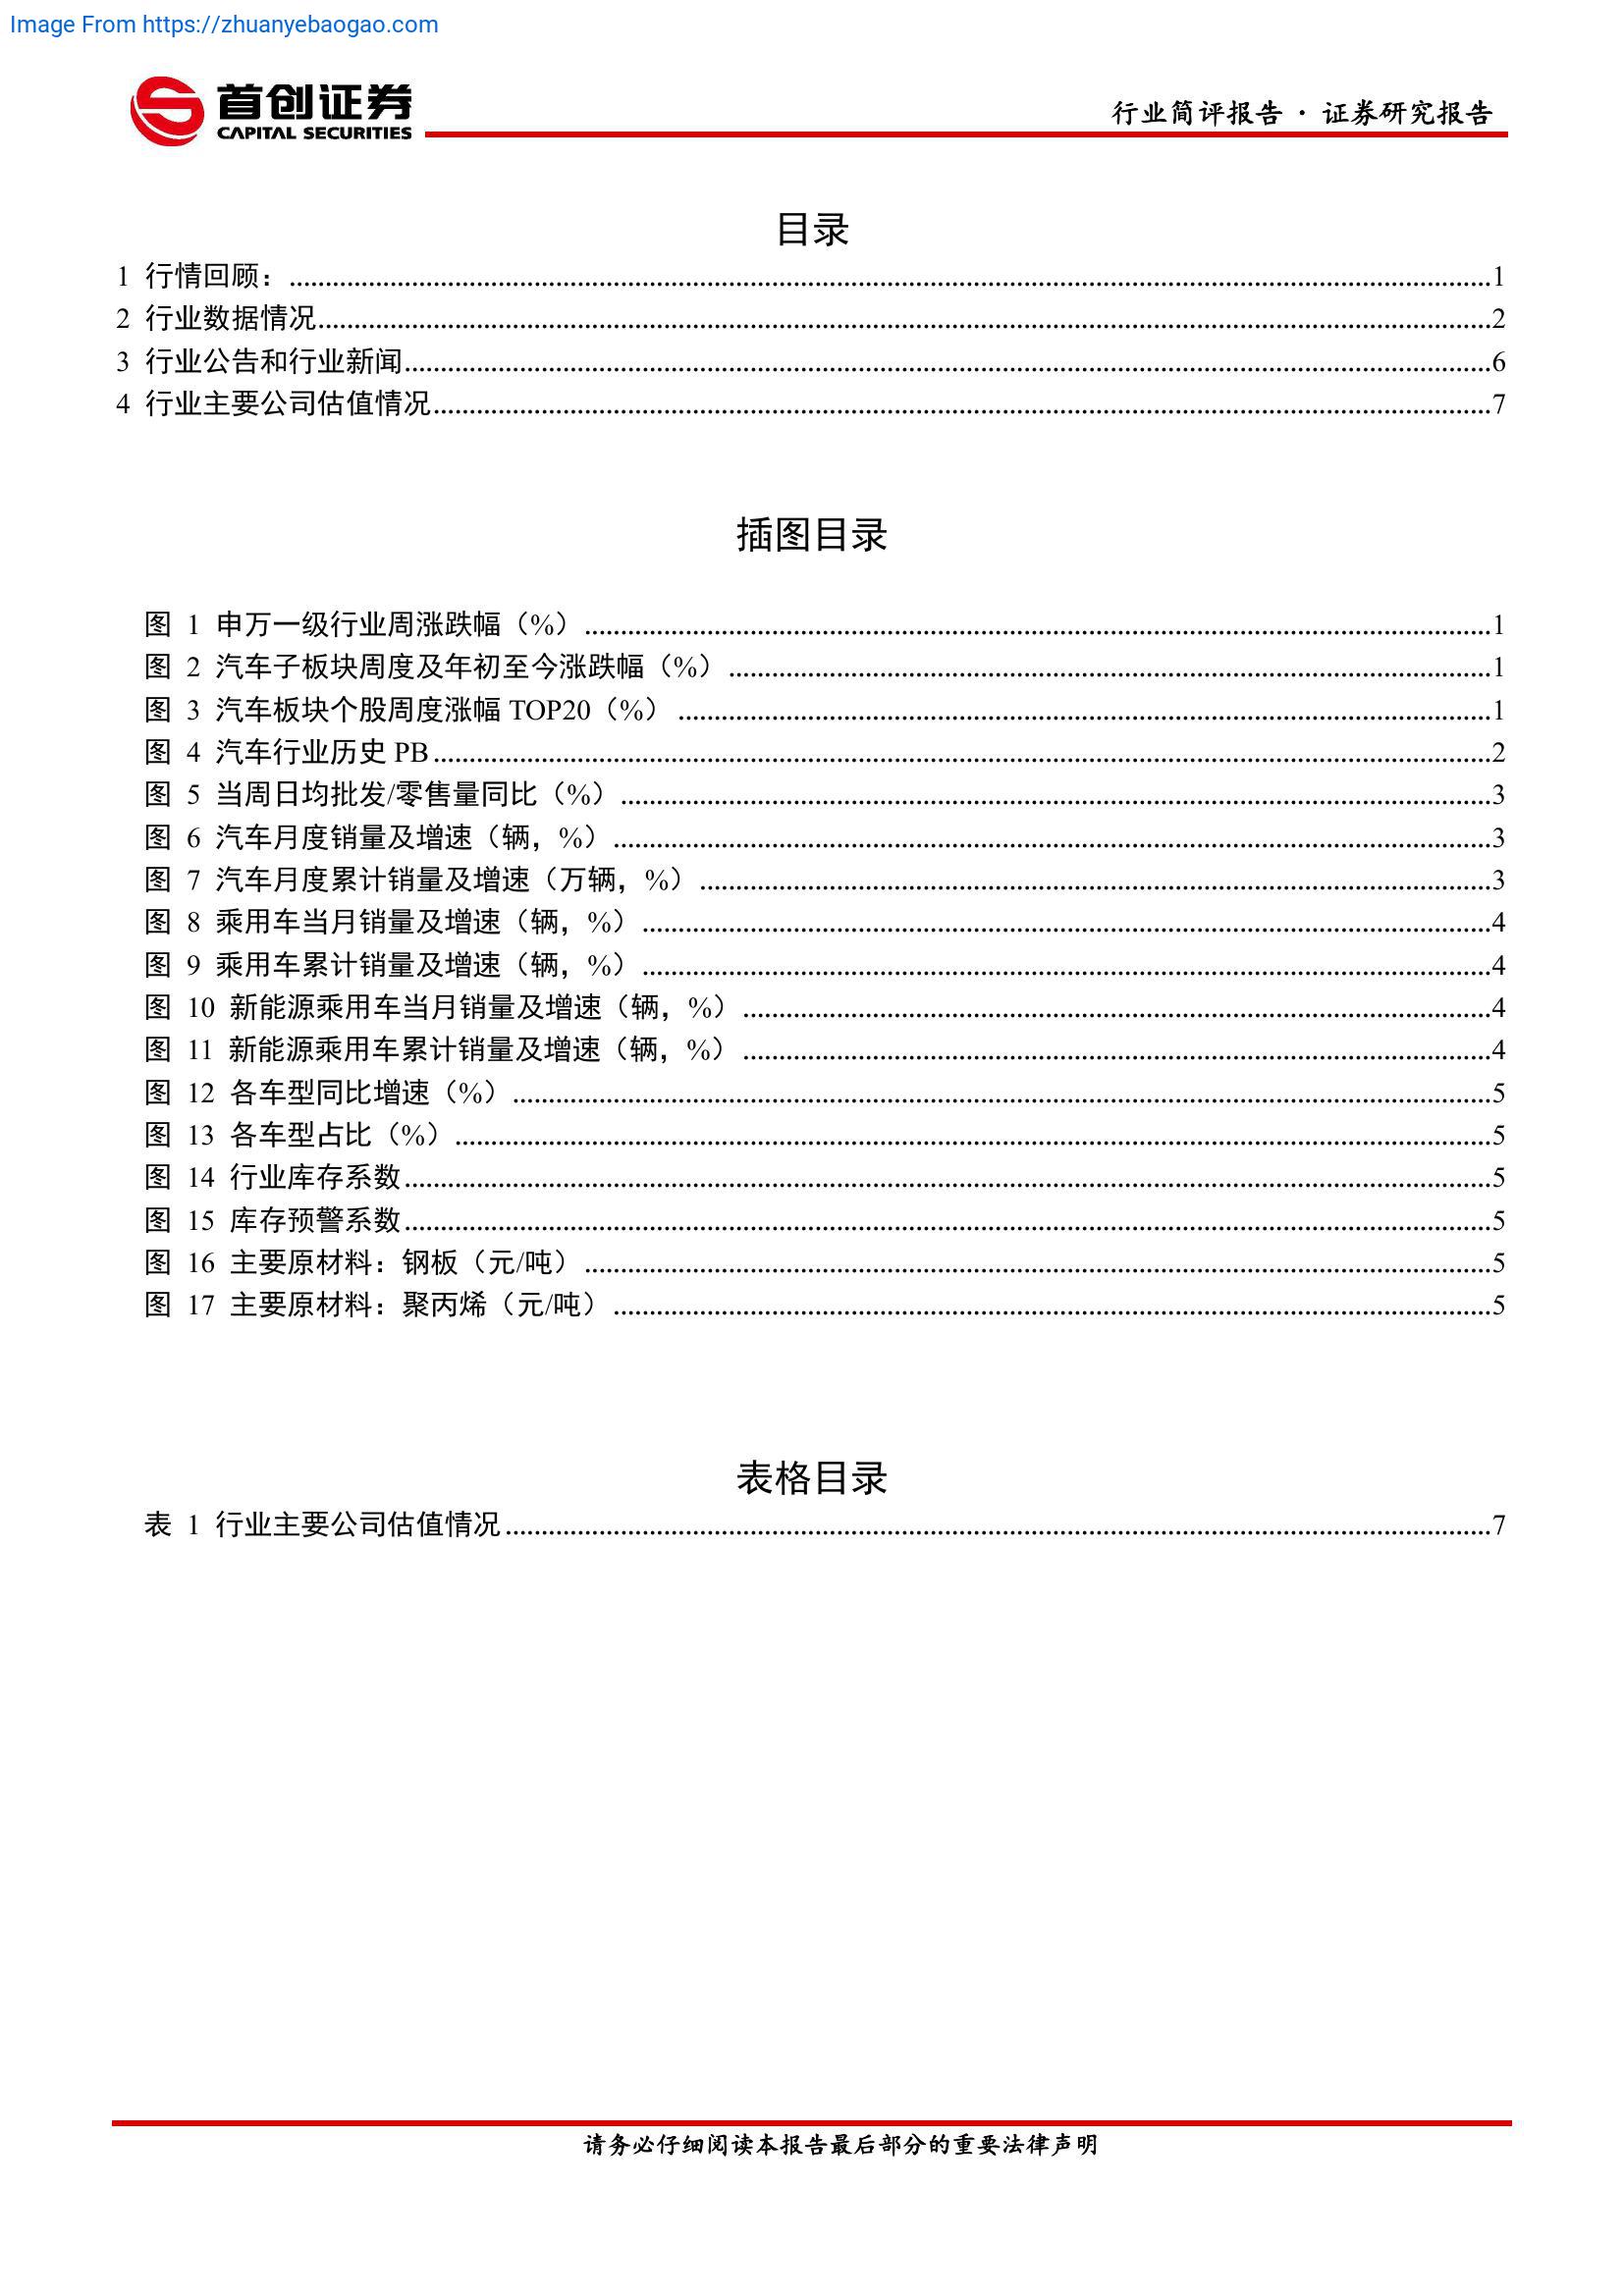 Image From https://zhuanyebaogao.com
首创证券
CAPITAL SECURITIES
行业简评报告 · 证券研究报告
目录
1 行情回顾：1
2 行业数据情况2
3 行业公告和行业新闻6
4 行业主要公司估值情况7
插图目录
图 1 申万一级行业周涨跌幅（%）1
图 2 汽车子板块周度及年初至今涨跌幅（%）1
图 3 汽车板块个股周度涨幅 TOP20（%）1
图 4 汽车行业历史 PB2
图 5 当周日均批发/零售量同比（%）3
图 6 汽车月度销量及增速（辆，%）3
图 7 汽车月度累计销量及增速（万辆，%）3
图 8 乘用车当月销量及增速（辆，%）4
图 9 乘用车累计销量及增速（辆，%）4
图 10 新能源乘用车当月销量及增速（辆，%）4
图 11 新能源乘用车累计销量及增速（辆，%）4
图 12 各车型同比增速（%）5
图 13 各车型占比（%）5
图 14 行业库存系数5
图 15 库存预警系数5
图 16 主要原材料：钢板（元/吨）5
图 17 主要原材料：聚丙烯（元/吨）5
表格目录
表 1 行业主要公司估值情况7
请务必仔细阅读本报告最后部分的重要法律声明